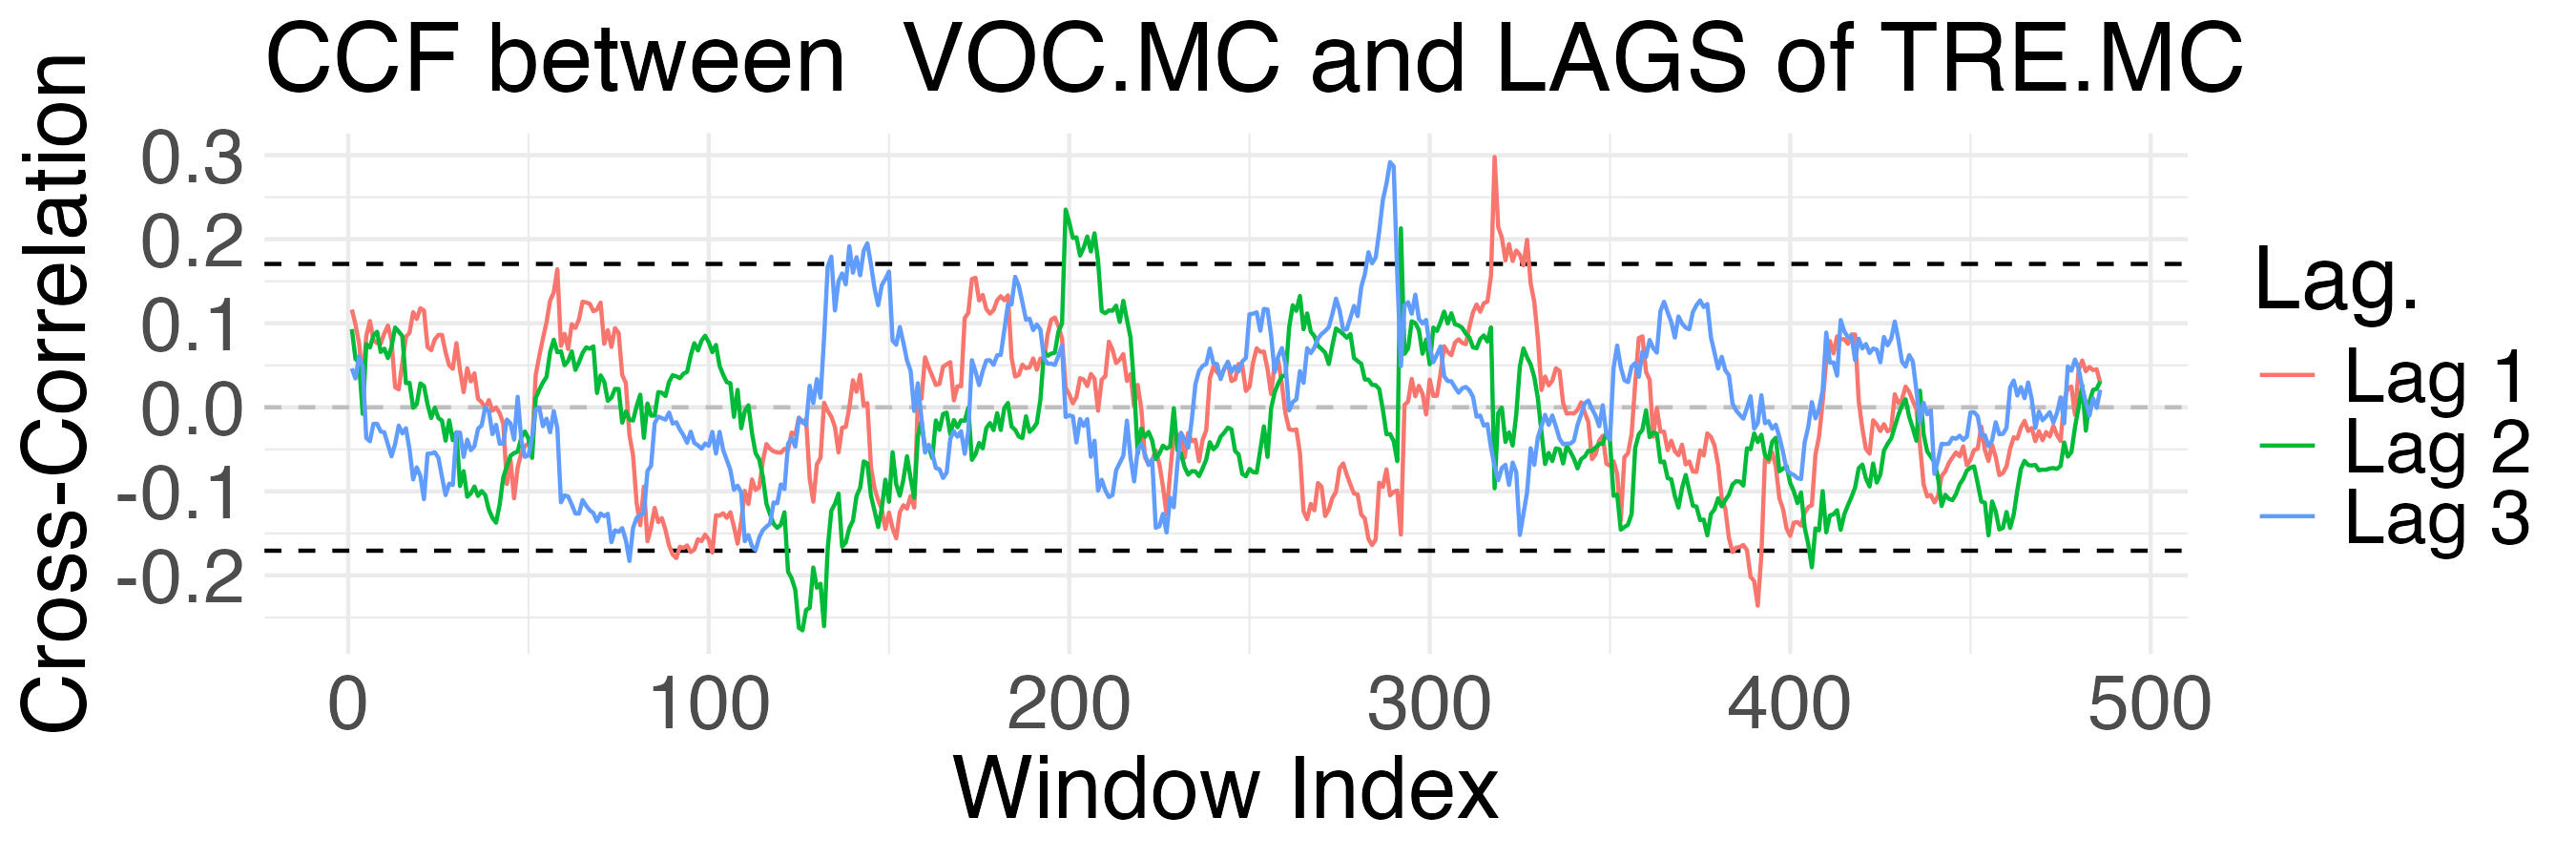 CCF between  VOC.MC and LAGS of TRE.MC
Cross-Correlation
0.3
0.2
0.1
0.0
-0.1
-0.2
0 100 200 300 400 500
Window Index
Lag.
Lag 1
Lag 2
Lag 3